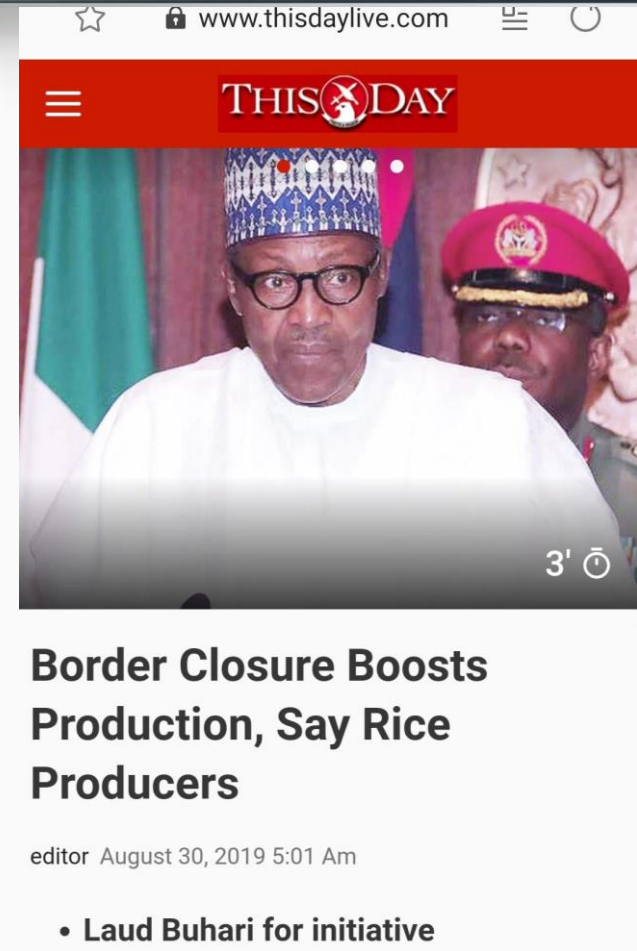 www.thisdaylive.com
THISDAY
3'
Border Closure Boosts
Production, Say Rice
Producers
editor August 30, 2019 5:01 Am
• Laud Buhari for initiative